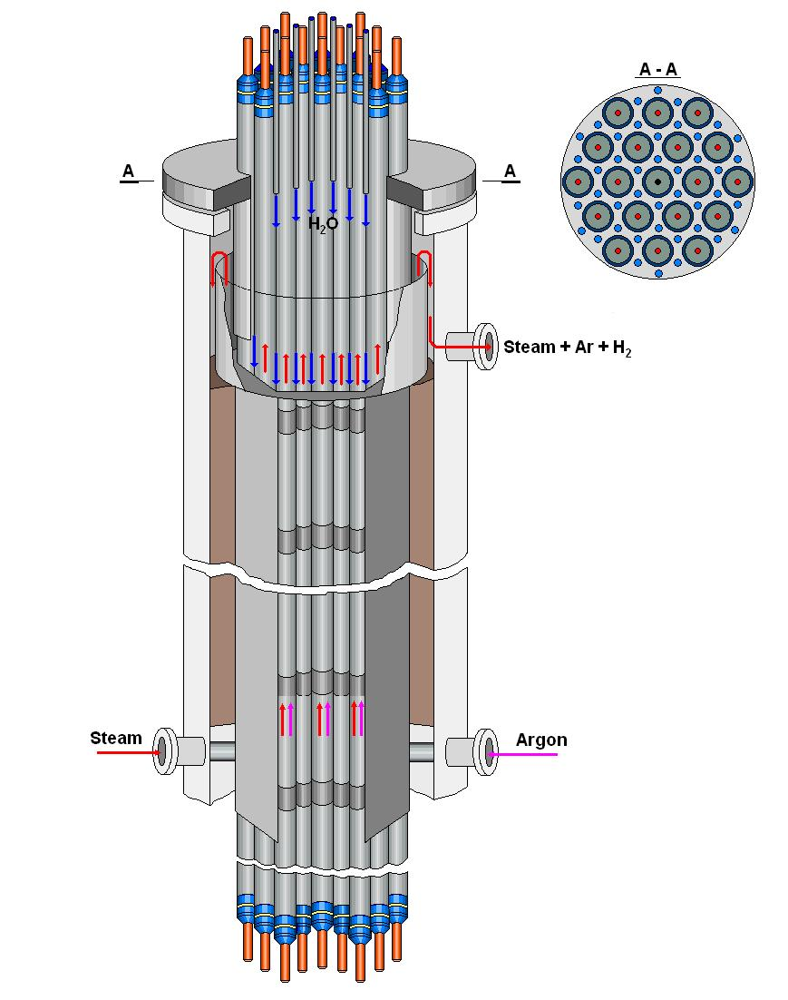 A - A
A
A
H₂O
Steam + Ar + H₂
Steam
Argon